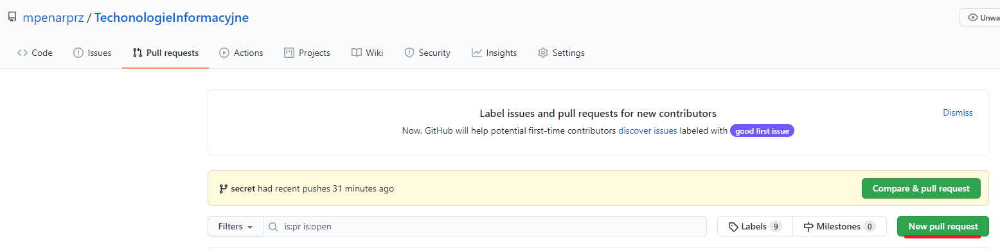 mpenarprz / TechonologieInformacyjne
Unwa
Code Issues Pull requests Actions Projects Wiki Security Insights Settings
Label issues and pull requests for new contributors
Dismiss
Now, GitHub will help potential first-time contributors discover issues labeled with good first issue
secret had recent pushes 31 minutes ago
Compare & pull request
Filters is:pr is:open Labels 9 Milestones 0 New pull request